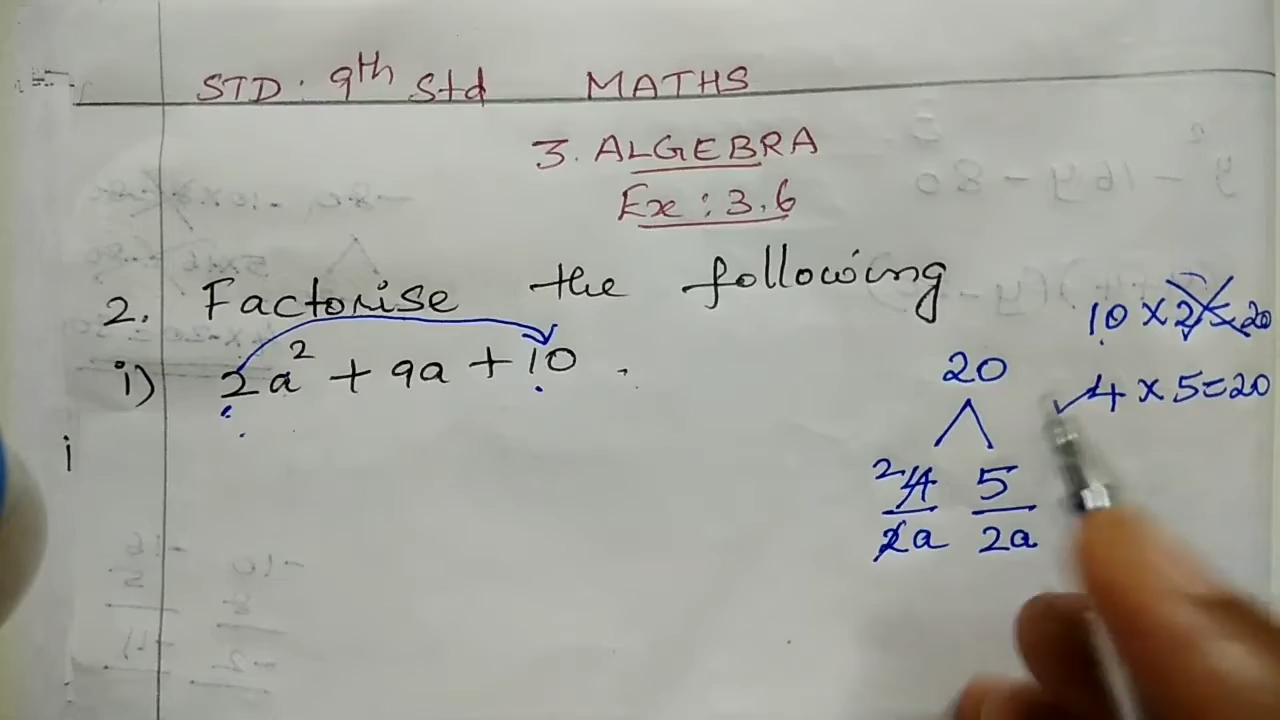 STD : 9th Std MATHS
3. ALGEBRA
Ex : 3.6
2. Factorise the following
i) 2a² + 9a + 10 .
i
10 × 2 = 20
4 × 5 = 20
20
2 4 5
2a 2a